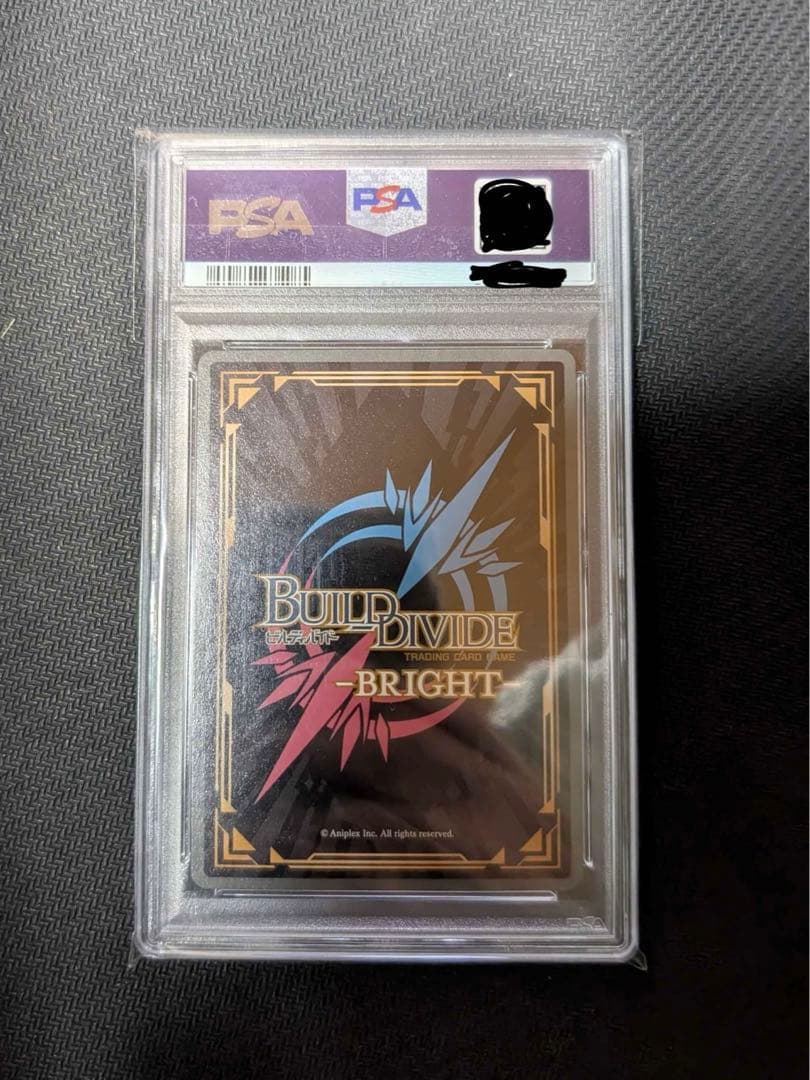 PSA
PSA
BUILD DIVIDE
ビルディバイド
TRADING CARD GAME
-BRIGHT-
© Aniplex Inc. All rights reserved.
PSA